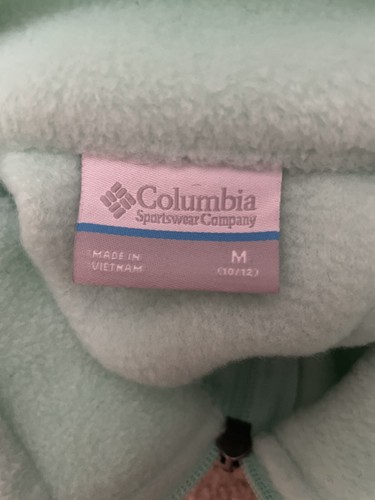 Columbia
Sportswear Company
MADE IN
VIETNAM
M
(10/12)